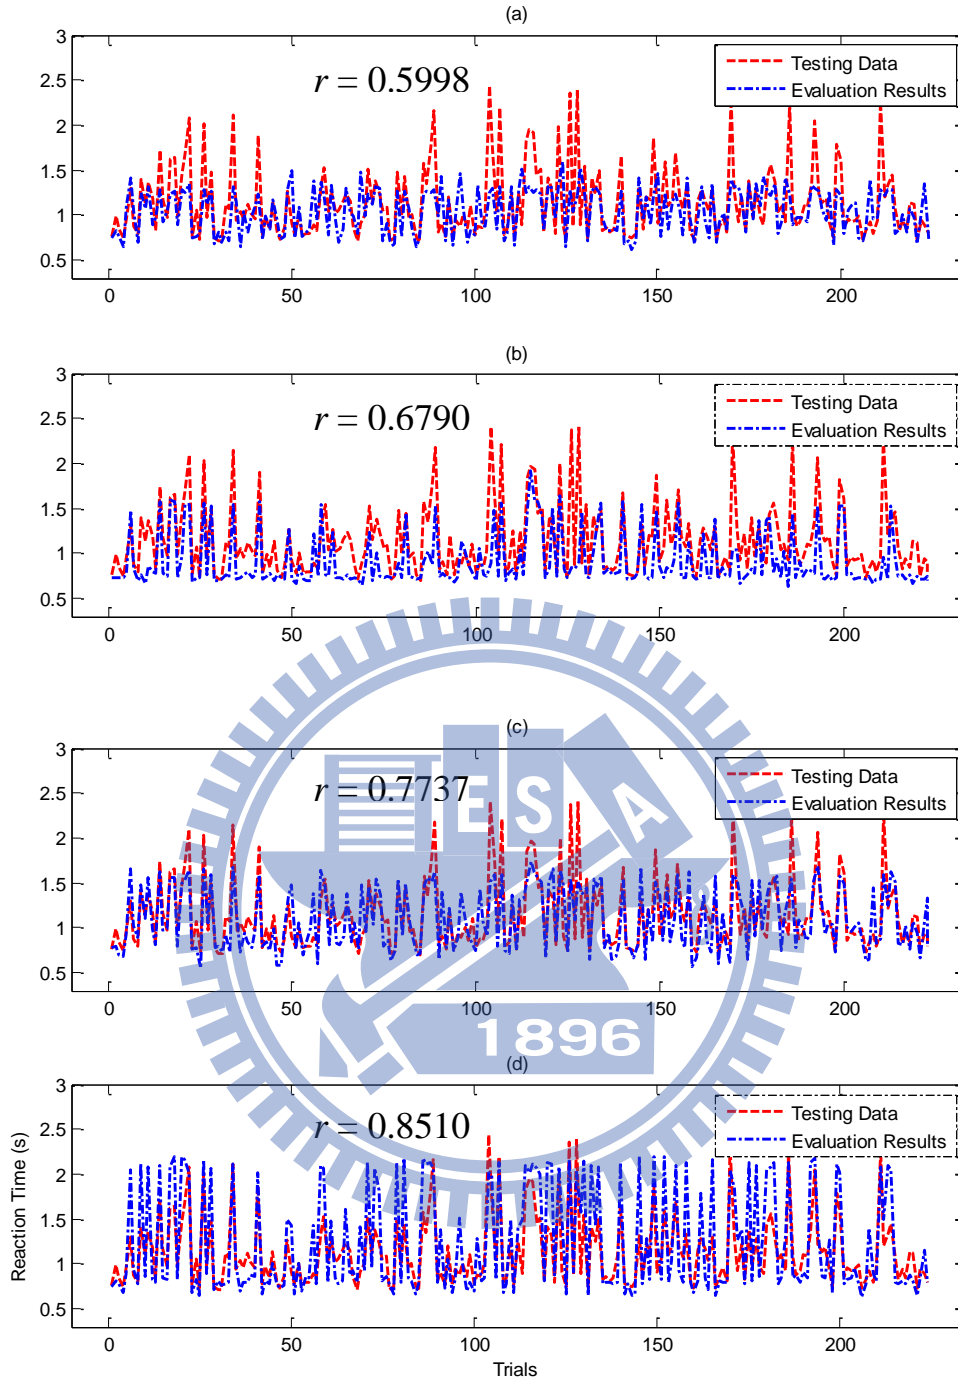 (a)
3
2.5
2
1.5
1
0.5
r = 0.5998
Testing Data
Evaluation Results
0 50 100 150 200
(b)
3
2.5
2
1.5
1
0.5
r = 0.6790
Testing Data
Evaluation Results
0 50 100 150 200
(c)
3
2.5
2
1.5
1
0.5
r = 0.7737
Testing Data
Evaluation Results
E S A
0 50 100 150 200
1896
(d)
3
2.5
2
1.5
1
0.5
r = 0.8510
Testing Data
Evaluation Results
Reaction Time (s)
0 50 100 150 200
Trials